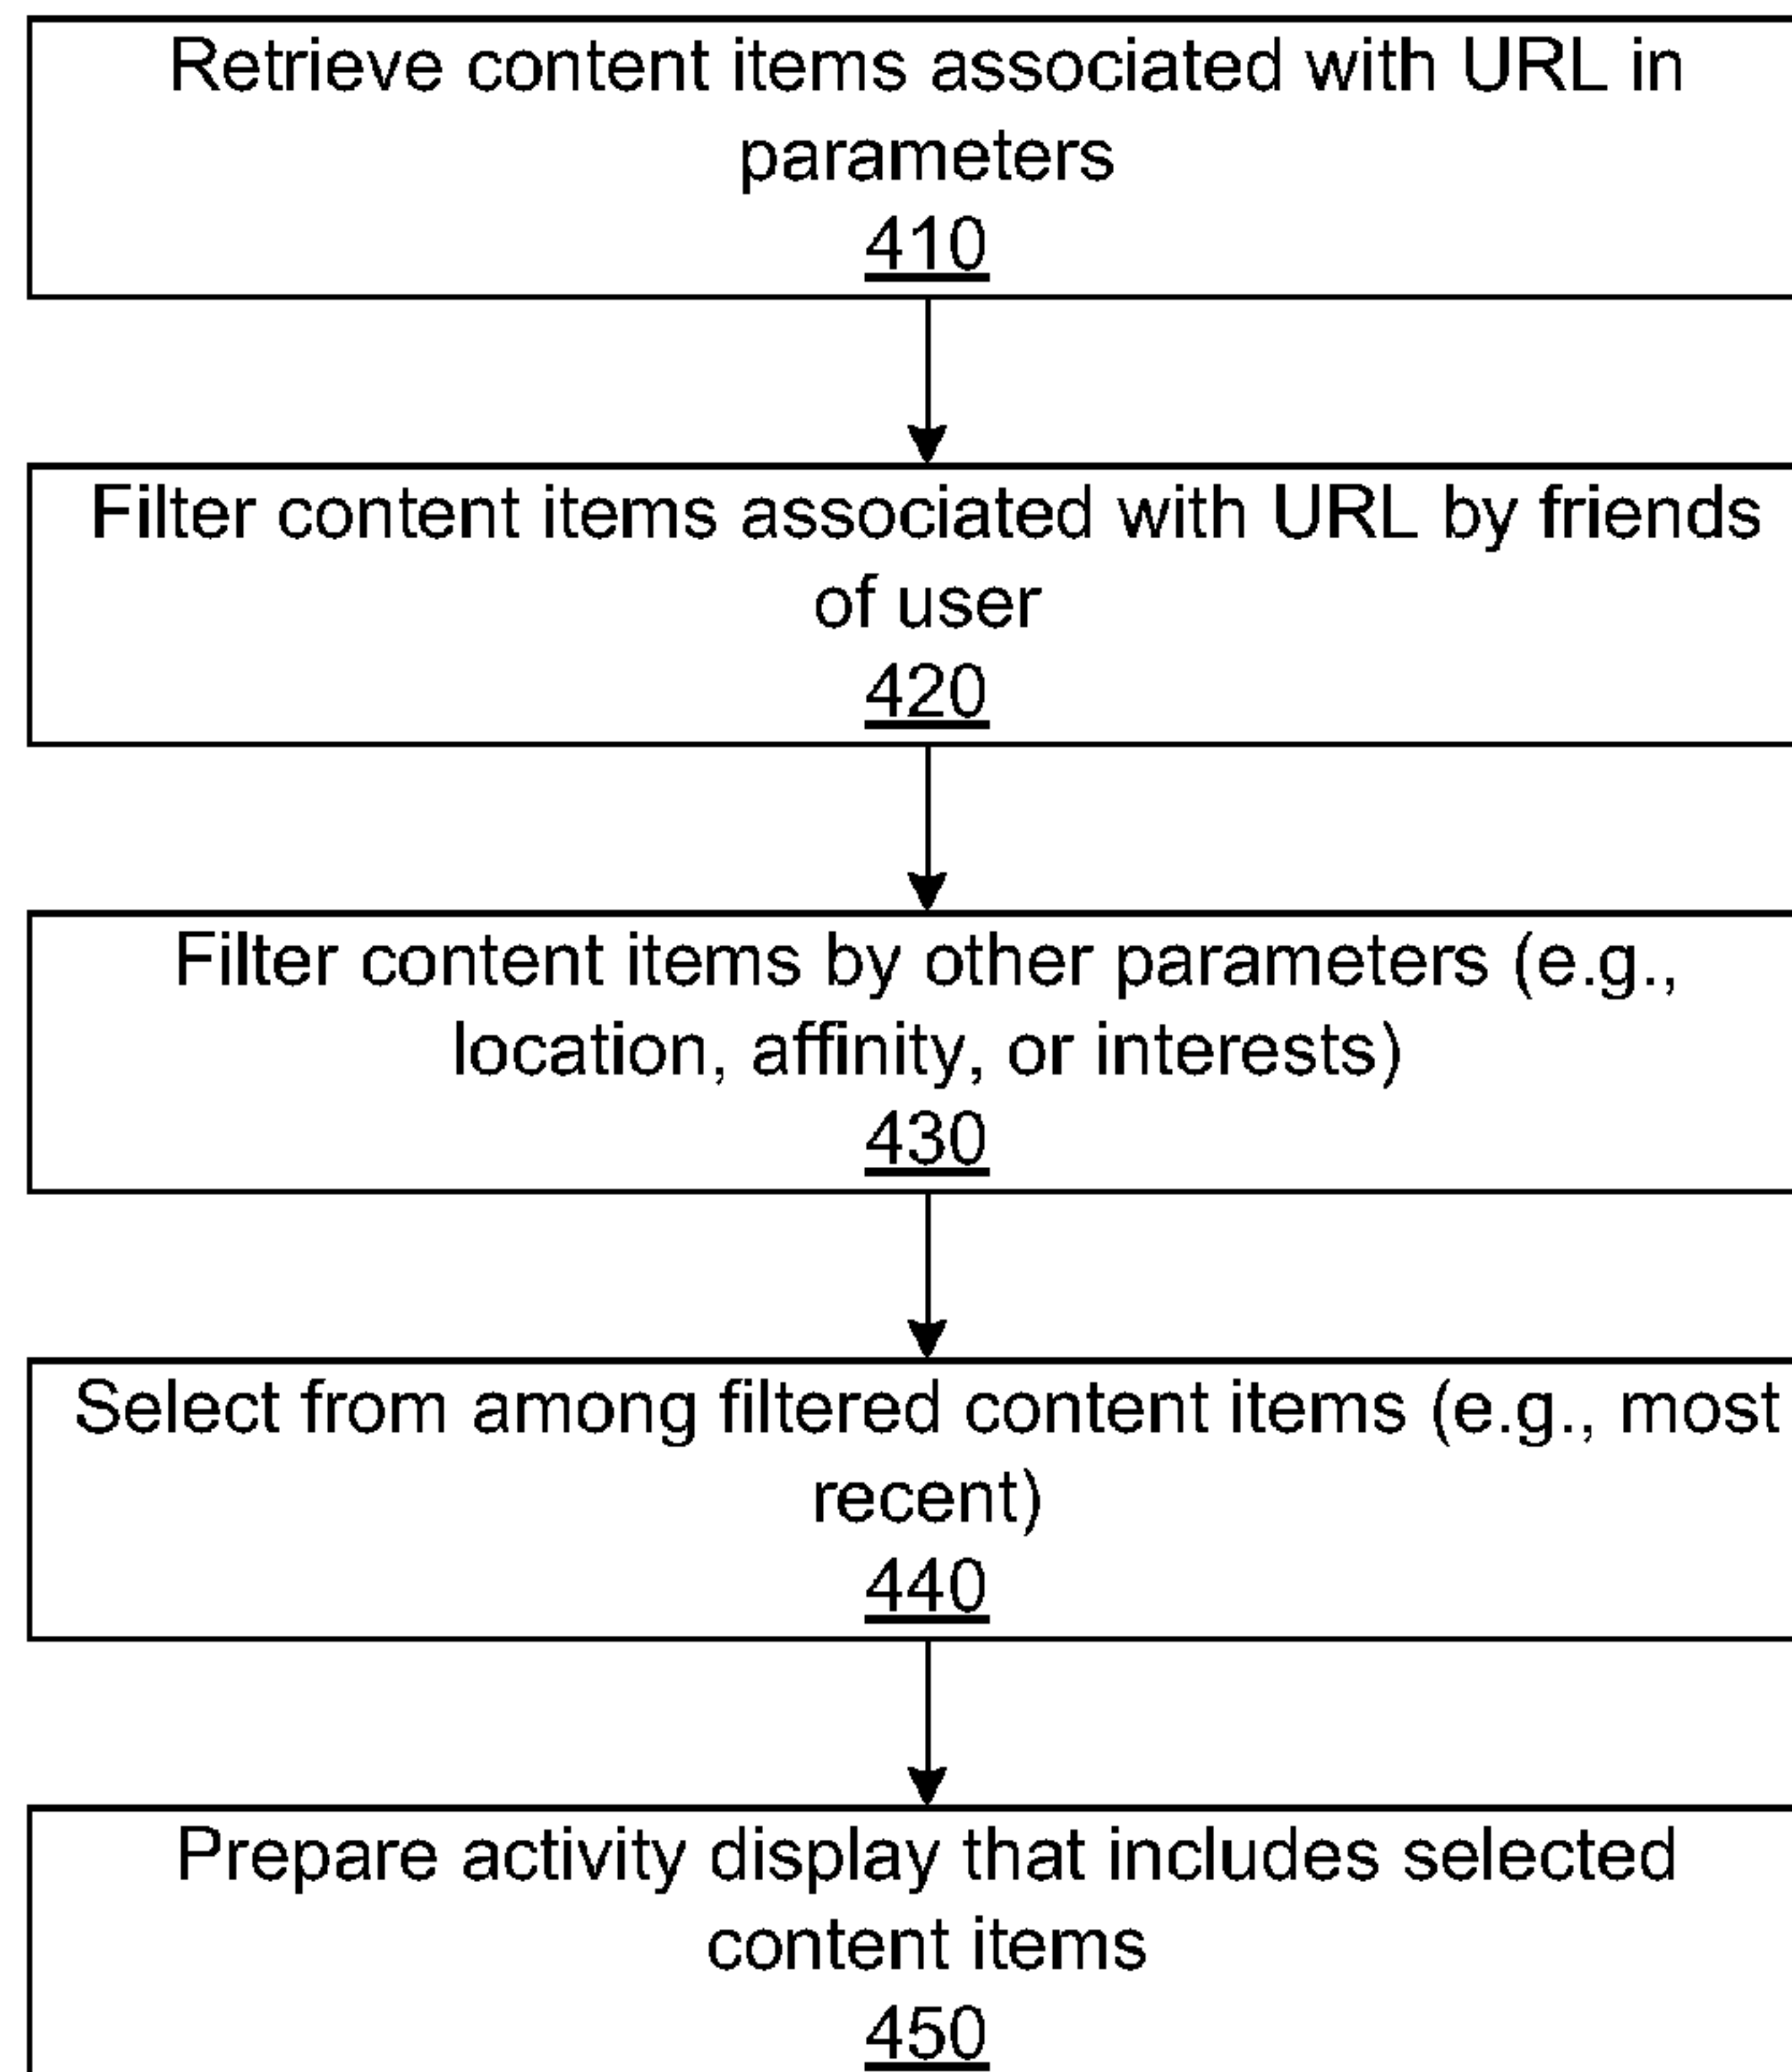 Retrieve content items associated with URL in
parameters
410
Filter content items associated with URL by friends
of user
420
Filter content items by other parameters (e.g.,
location, affinity, or interests)
430
Select from among filtered content items (e.g., most
recent)
440
Prepare activity display that includes selected
content items
450